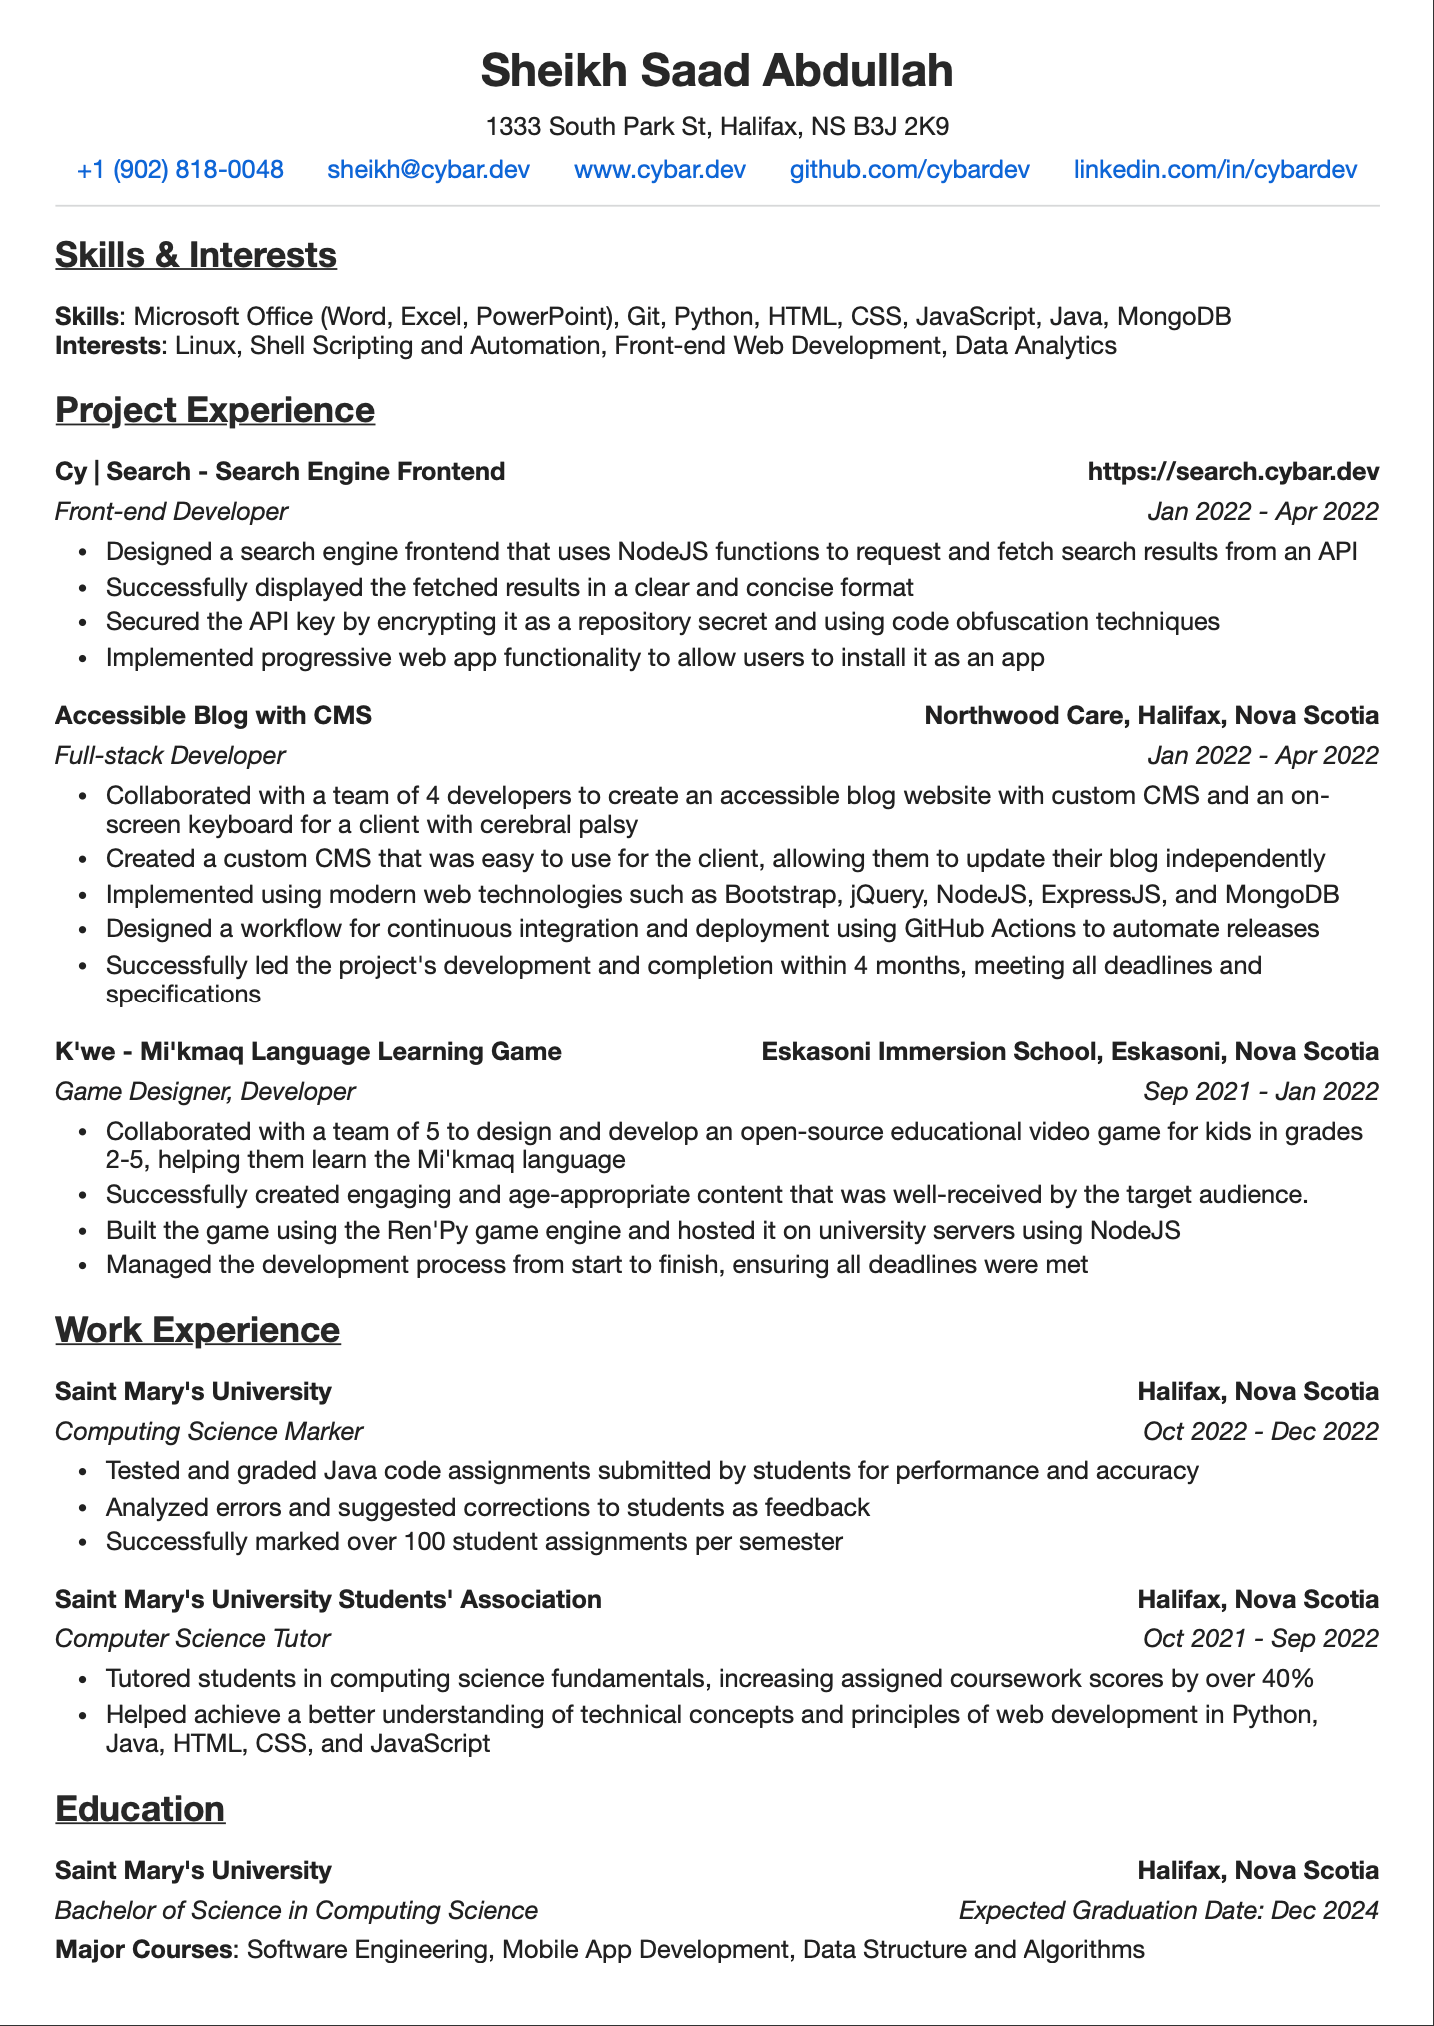 Sheikh Saad Abdullah
1333 South Park St, Halifax, NS B3J 2K9
+1 (902) 818-0048 sheikh@cybar.dev www.cybar.dev github.com/cybardev linkedin.com/in/cybardev
Skills & Interests
Skills: Microsoft Office (Word, Excel, PowerPoint), Git, Python, HTML, CSS, JavaScript, Java, MongoDB
Interests: Linux, Shell Scripting and Automation, Front-end Web Development, Data Analytics
Project Experience
Cy | Search - Search Engine Frontend https://search.cybar.dev
Front-end Developer Jan 2022 - Apr 2022
• Designed a search engine frontend that uses NodeJS functions to request and fetch search results from an API
• Successfully displayed the fetched results in a clear and concise format
• Secured the API key by encrypting it as a repository secret and using code obfuscation techniques
• Implemented progressive web app functionality to allow users to install it as an app
Accessible Blog with CMS Northwood Care, Halifax, Nova Scotia
Full-stack Developer Jan 2022 - Apr 2022
• Collaborated with a team of 4 developers to create an accessible blog website with custom CMS and an on-
screen keyboard for a client with cerebral palsy
• Created a custom CMS that was easy to use for the client, allowing them to update their blog independently
• Implemented using modern web technologies such as Bootstrap, jQuery, NodeJS, ExpressJS, and MongoDB
• Designed a workflow for continuous integration and deployment using GitHub Actions to automate releases
• Successfully led the project's development and completion within 4 months, meeting all deadlines and
specifications
K'we - Mi'kmaq Language Learning Game Eskasoni Immersion School, Eskasoni, Nova Scotia
Game Designer, Developer Sep 2021 - Jan 2022
• Collaborated with a team of 5 to design and develop an open-source educational video game for kids in grades
2-5, helping them learn the Mi'kmaq language
• Successfully created engaging and age-appropriate content that was well-received by the target audience.
• Built the game using the Ren'Py game engine and hosted it on university servers using NodeJS
• Managed the development process from start to finish, ensuring all deadlines were met
Work Experience
Saint Mary's University Halifax, Nova Scotia
Computing Science Marker Oct 2022 - Dec 2022
• Tested and graded Java code assignments submitted by students for performance and accuracy
• Analyzed errors and suggested corrections to students as feedback
• Successfully marked over 100 student assignments per semester
Saint Mary's University Students' Association Halifax, Nova Scotia
Computer Science Tutor Oct 2021 - Sep 2022
• Tutored students in computing science fundamentals, increasing assigned coursework scores by over 40%
• Helped achieve a better understanding of technical concepts and principles of web development in Python,
Java, HTML, CSS, and JavaScript
Education
Saint Mary's University Halifax, Nova Scotia
Bachelor of Science in Computing Science Expected Graduation Date: Dec 2024
Major Courses: Software Engineering, Mobile App Development, Data Structure and Algorithms